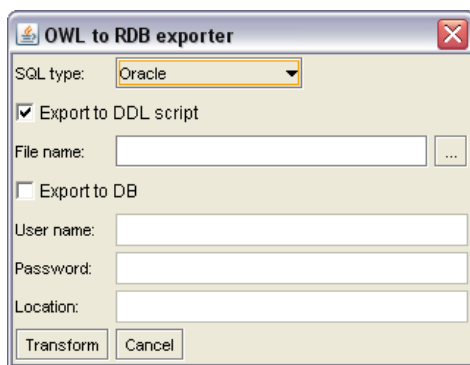 OWL to RDB exporter
SQL type: Oracle
Export to DDL script
File name: ...
Export to DB
User name:
Password:
Location:
Transform Cancel